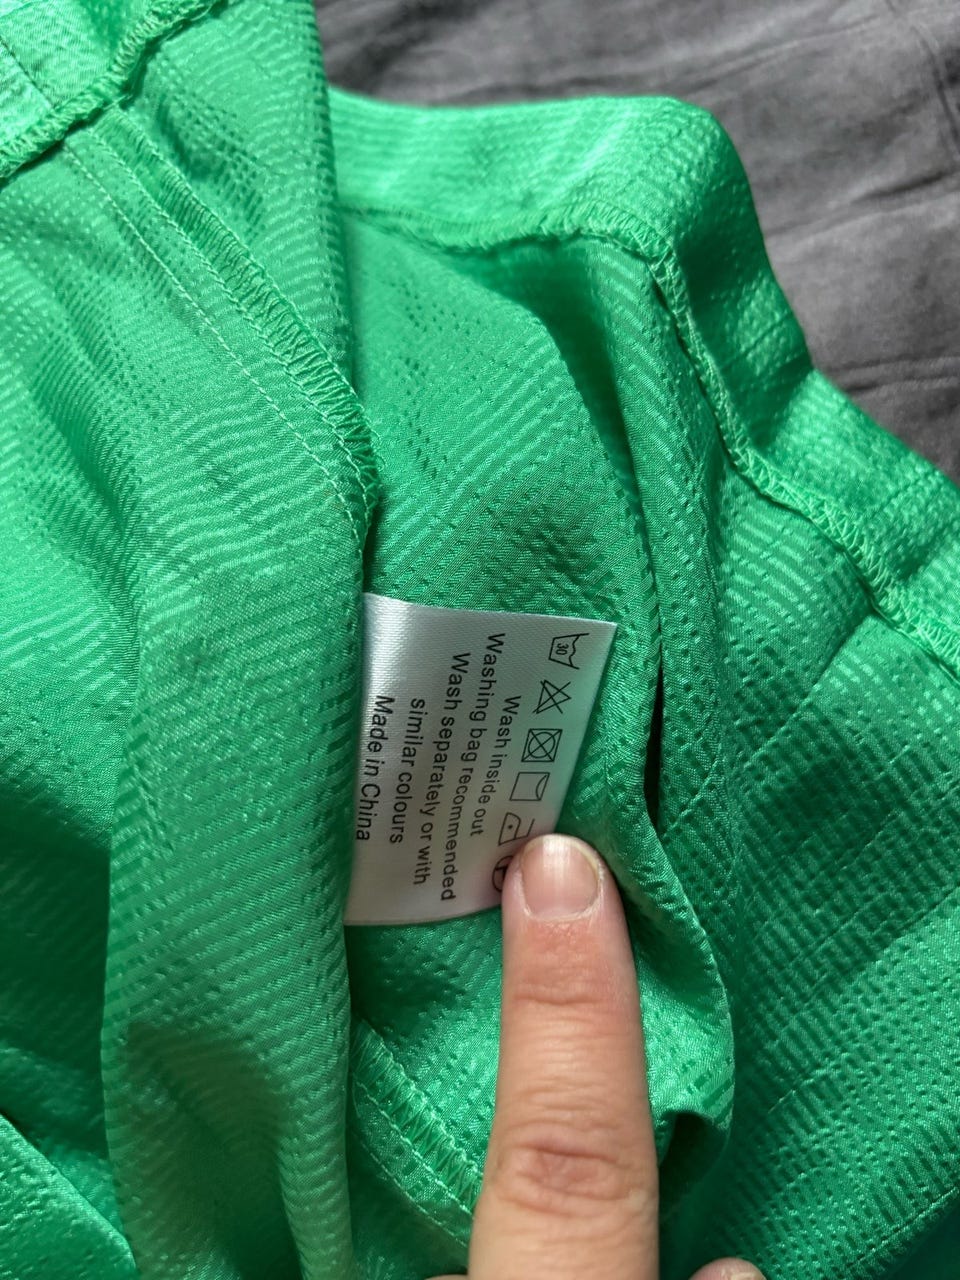 30
Wash inside out
Washing bag recommended
Wash separately or with
similar colours
Made in China